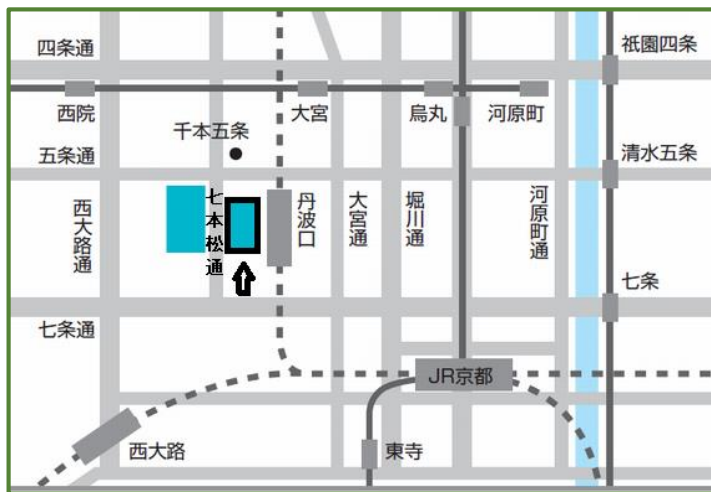 四条通
祇園四条
西院
大宮
烏丸
河原町
千本五条
五条通
清水五条
西大路通
七本松通
丹波口
大宮通
堀川通
河原町通
七条
七条通
JR京都
西大路
東寺